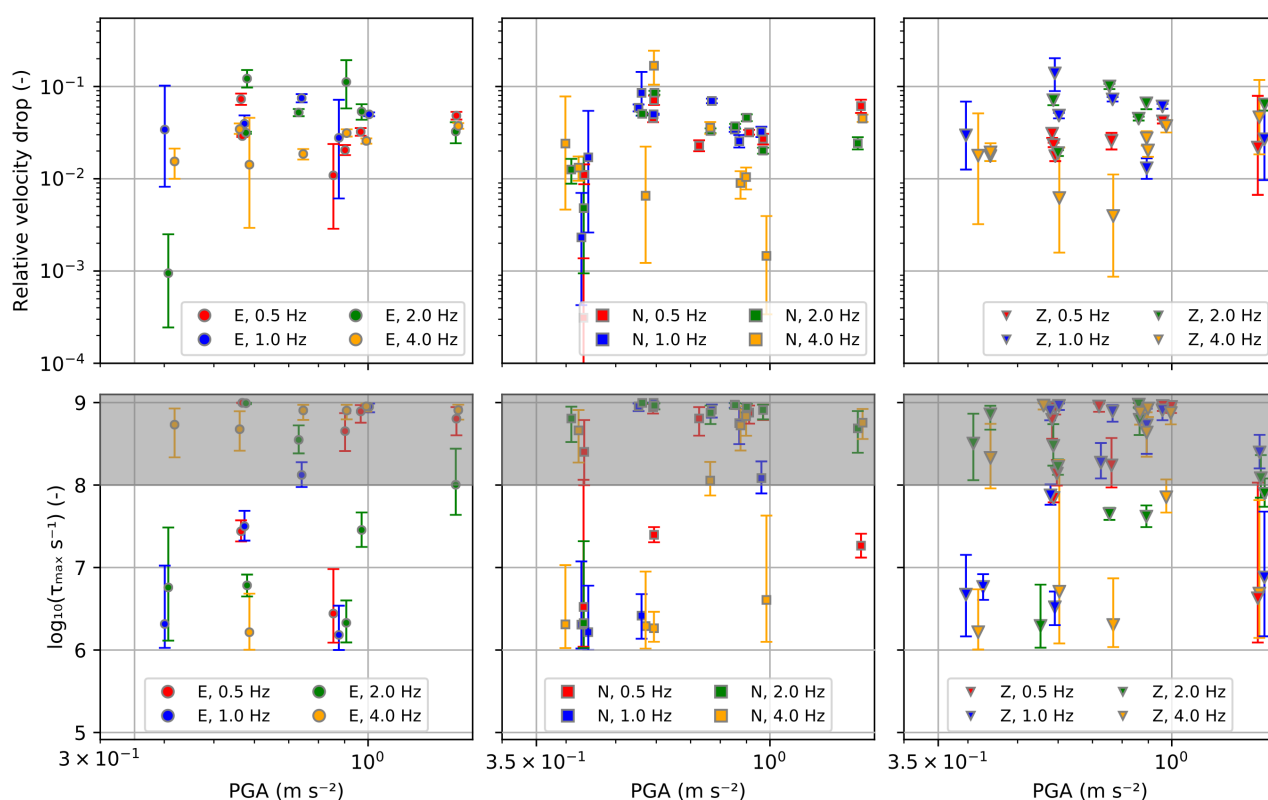 Relative velocity drop (-)
10⁻¹
10⁻²
10⁻³
10⁻⁴
E, 0.5 Hz
E, 1.0 Hz
E, 2.0 Hz
E, 4.0 Hz
N, 0.5 Hz
N, 1.0 Hz
N, 2.0 Hz
N, 4.0 Hz
Z, 0.5 Hz
Z, 1.0 Hz
Z, 2.0 Hz
Z, 4.0 Hz
log₁₀(τₘₐₓ s⁻¹) (-)
9
8
7
6
5
E, 0.5 Hz
E, 1.0 Hz
E, 2.0 Hz
E, 4.0 Hz
N, 0.5 Hz
N, 1.0 Hz
N, 2.0 Hz
N, 4.0 Hz
Z, 0.5 Hz
Z, 1.0 Hz
Z, 2.0 Hz
Z, 4.0 Hz
3 × 10⁻¹
10⁰
3.5 × 10⁻¹
10⁰
3.5 × 10⁻¹
10⁰
PGA (m s⁻²)
PGA (m s⁻²)
PGA (m s⁻²)